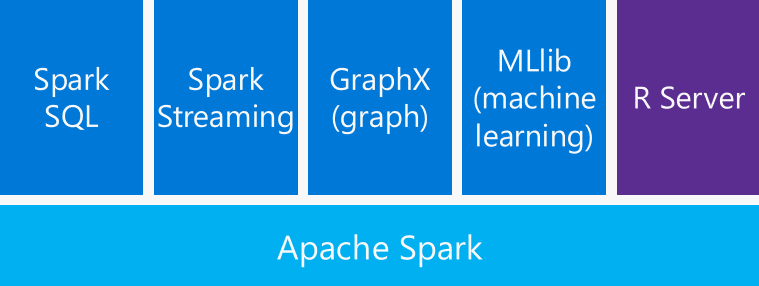 Spark
SQL
Spark
Streaming
GraphX
(graph)
MLlib
(machine
learning)
R Server
Apache Spark